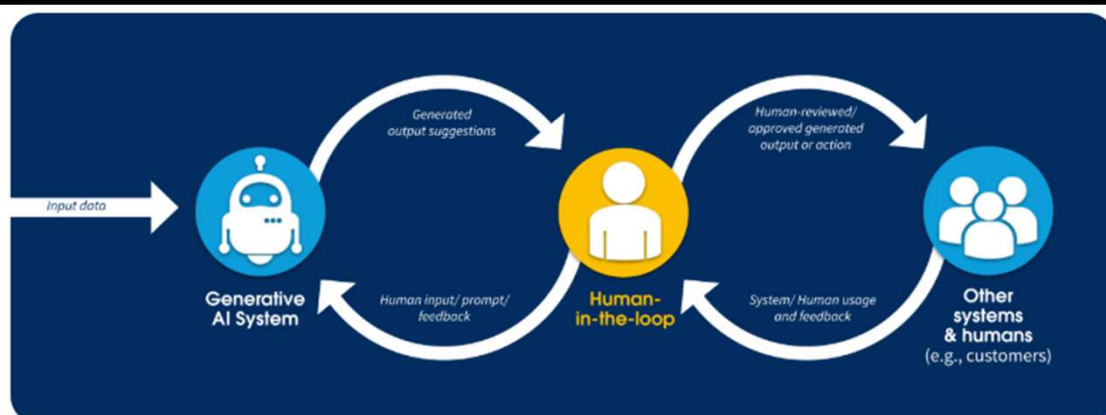 Generated
output suggestions
Human-reviewed/
approved generated
output or action
Input data
Generative
AI System
Human input/ prompt/
feedback
Human-
in-the-loop
System/ Human usage
and feedback
Other
systems
& humans
(e.g., customers)